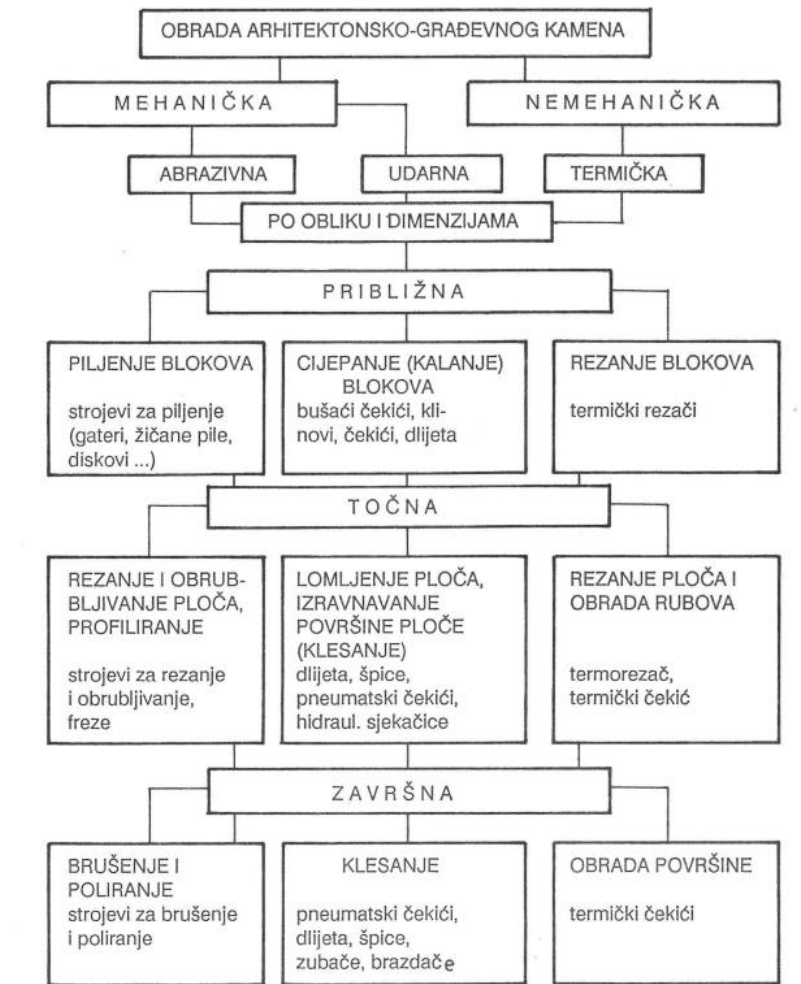 OBRADA ARHITEKTONSKO-GRAĐEVNOG KAMENA
MEHANIČKA
NEMEHANIČKA
ABRAZIVNA
UDARNA
TERMIČKA
PO OBLIKU I DIMENZIJAMA
PRIBLIŽNA
PILJENJE BLOKOVA
strojevi za piljenje
(gateri, žičane pile,
diskovi ...)
CIJEPANJE (KALANJE)
BLOKOVA
bušaći čekići, kli-
novi, čekići, dlijeta
REZANJE BLOKOVA
termički rezači
TOČNA
REZANJE I OBRUB-
BLJIVANJE PLOČA,
PROFILIRANJE
strojevi za rezanje
i obrubljivanje,
freze
LOMLJENJE PLOČA,
IZRAVNAVANJE
POVRŠINE PLOČE
(KLESANJE)
dlijeta, špice,
pneumatski čekići,
hidraul. sjekačice
REZANJE PLOČA I
OBRADA RUBOVA
termorezač,
termički čekić
ZAVRŠNA
BRUŠENJE I
POLIRANJE
strojevi za brušenje
i poliranje
KLESANJE
pneumatski čekići,
dlijeta, špice,
zubače, brazdače
OBRADA POVRŠINE
termički čekići